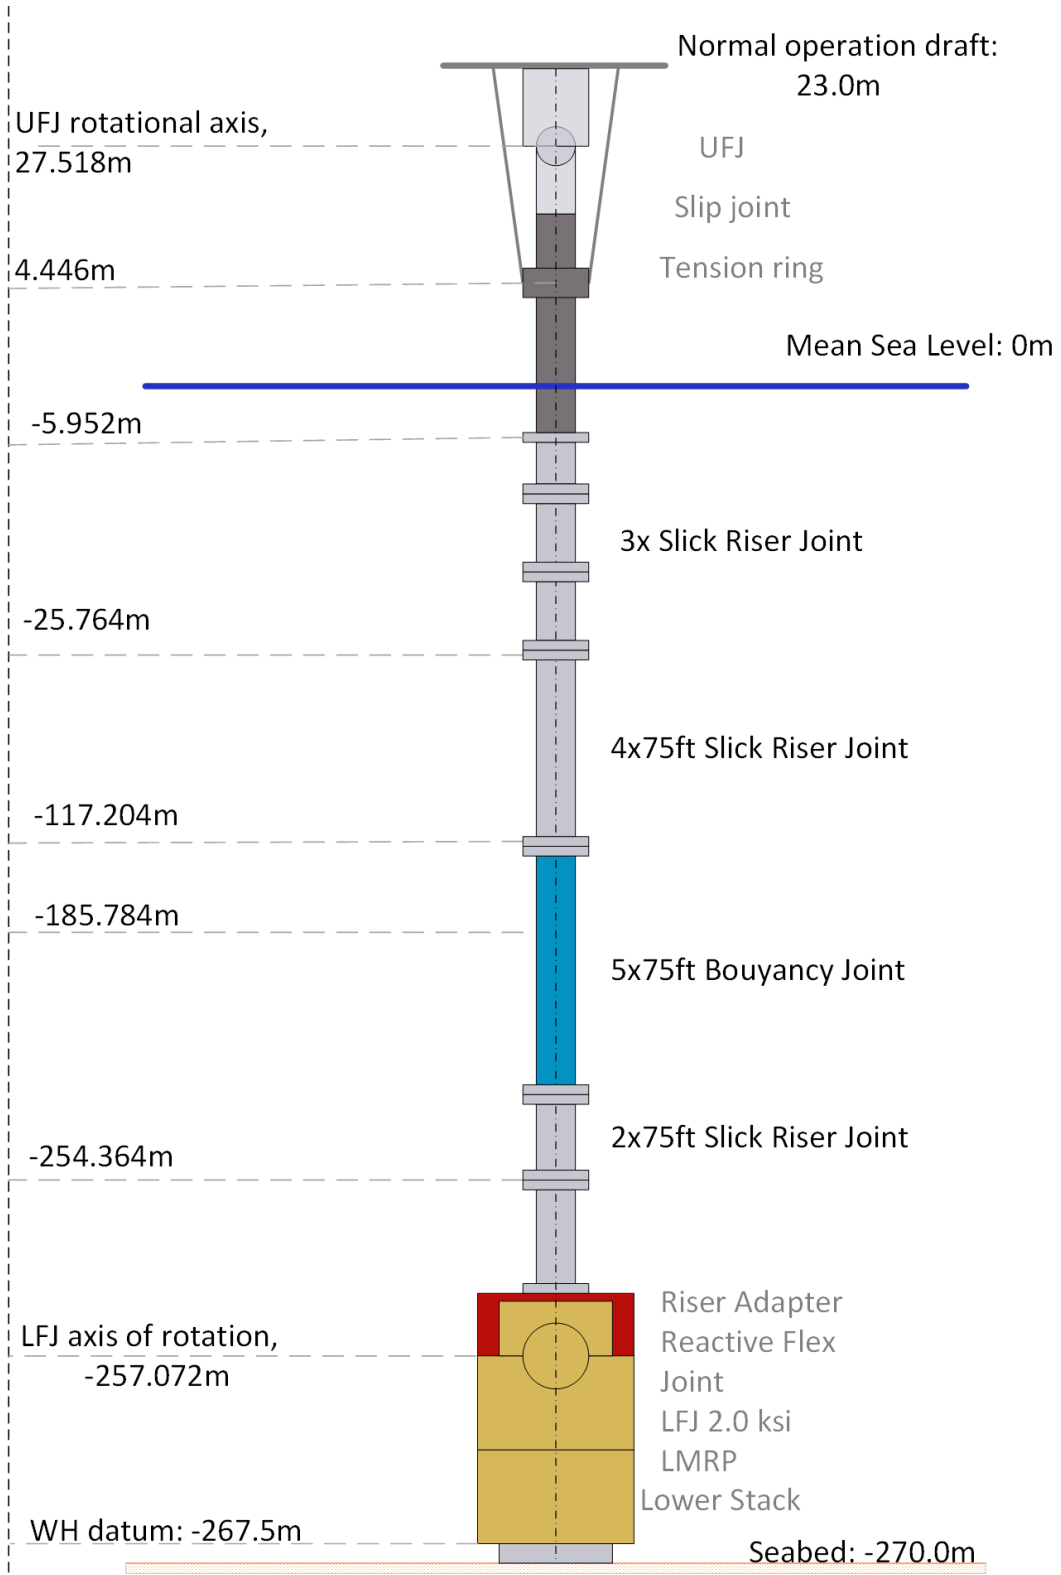 Normal operation draft:
23.0m
UFJ rotational axis,
27.518m
UFJ
Slip joint
4.446m
Tension ring
Mean Sea Level: 0m
-5.952m
3x Slick Riser Joint
-25.764m
4x75ft Slick Riser Joint
-117.204m
-185.784m
5x75ft Bouyancy Joint
2x75ft Slick Riser Joint
-254.364m
Riser Adapter
LFJ axis of rotation,
-257.072m
Reactive Flex
Joint
LFJ 2.0 ksi
LMRP
Lower Stack
WH datum: -267.5m
Seabed: -270.0m